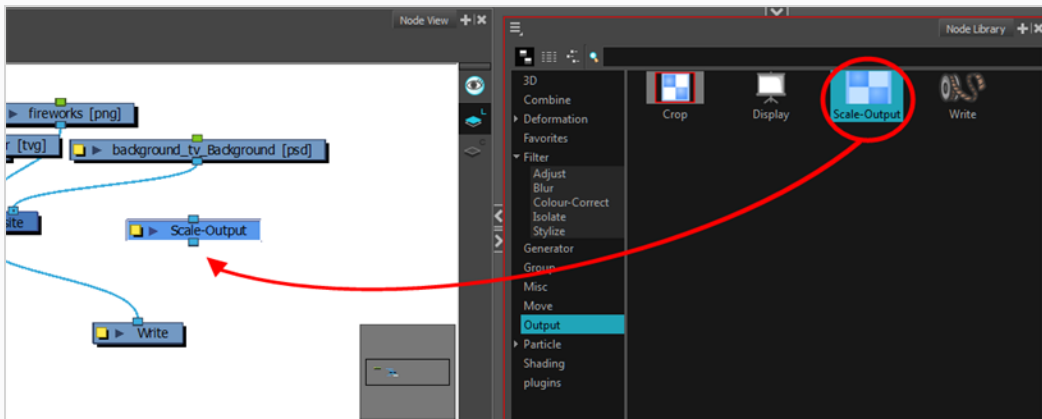 Node View
fireworks [png]
r [tvg]
background_tv_Background [psd]
site
Scale-Output
Write
Node Library
3D
Combine
Deformation
Favorites
Filter
Adjust
Blur
Colour-Correct
Isolate
Stylize
Generator
Group
Misc
Move
Output
Particle
Shading
plugins
Crop
Display
Scale-Output
Write